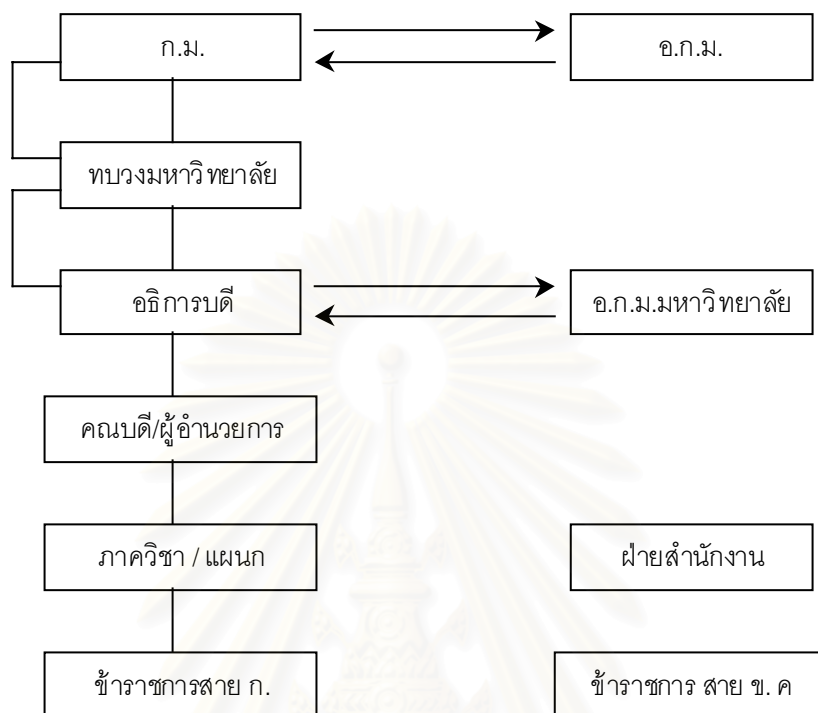 ก.ม.
อ.ก.ม.
ทบวงมหาวิทยาลัย
อธิการบดี
อ.ก.ม.มหาวิทยาลัย
คณบดี/ผู้อำนวยการ
ภาควิชา / แผนก
ฝ่ายสำนักงาน
ข้าราชการสาย ก.
ข้าราชการ สาย ข. ค